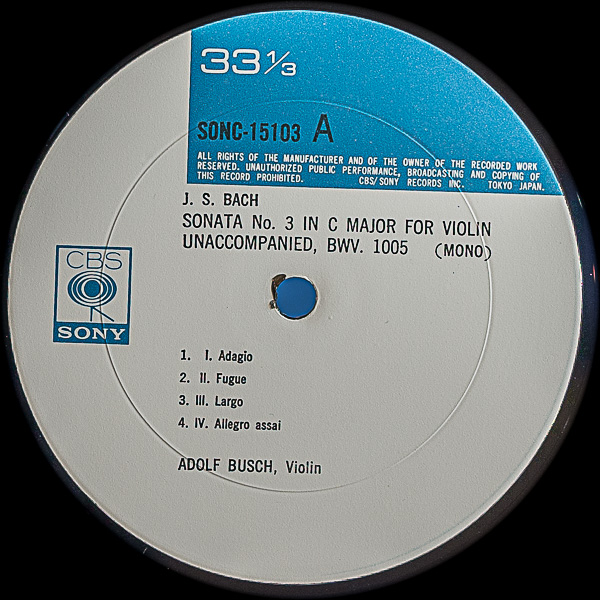 33 1/3
SONC-15103 A
ALL RIGHTS OF THE MANUFACTURER AND OF THE OWNER OF THE RECORDED WORK
RESERVED. UNAUTHORIZED PUBLIC PERFORMANCE, BROADCASTING AND COPYING OF
THIS RECORD PROHIBITED. CBS/SONY RECORDS INC. TOKYO JAPAN.
J. S. BACH
SONATA No. 3 IN C MAJOR FOR VIOLIN
UNACCOMPANIED, BWV. 1005 (MONO)
CBS
SONY
1. I. Adagio
2. II. Fugue
3. III. Largo
4. IV. Allegro assai
ADOLF BUSCH, Violin